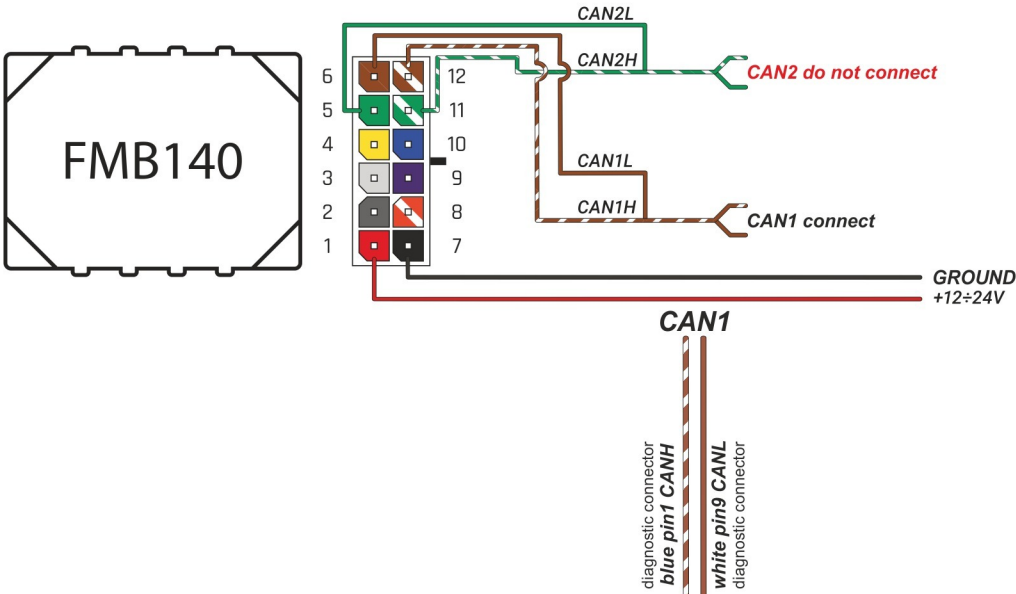 CAN2L
CAN2H
CAN2 do not connect
FMB140
6
12
5
11
4
10
3
9
2
8
1
7
CAN1L
CAN1H
CAN1 connect
GROUND
+12÷24V
CAN1
diagnostic connector
blue pin1 CANH
white pin9 CANL
diagnostic connector